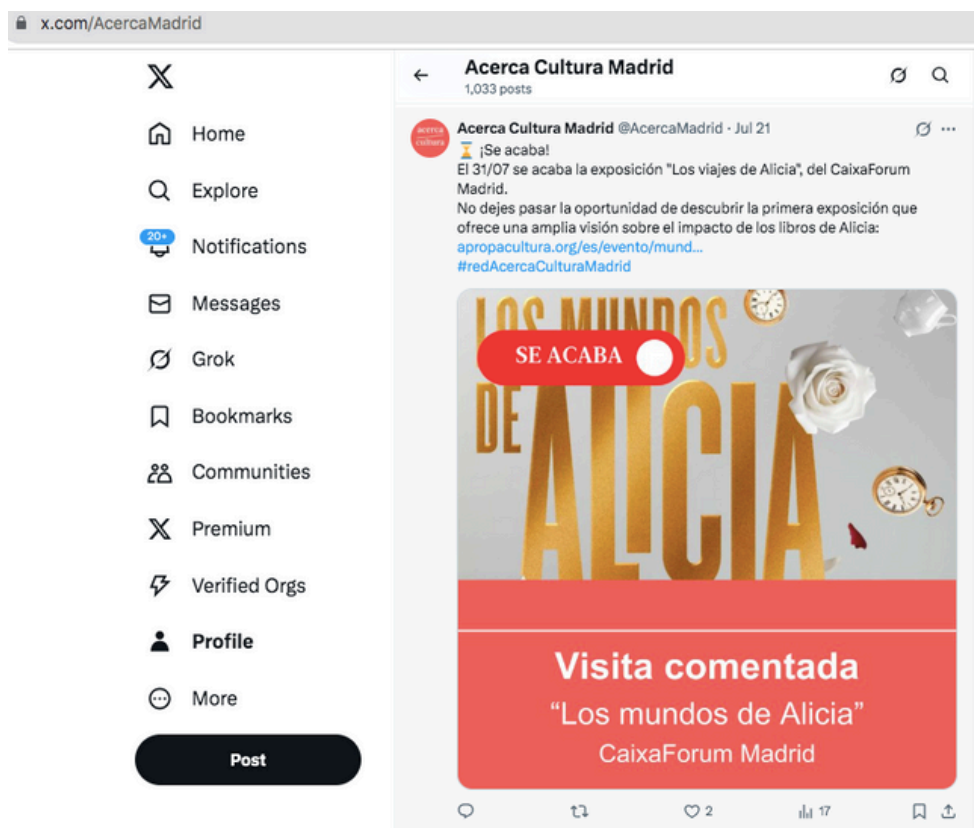 x.com/AcercaMadrid
Home
Explore
20+
Notifications
Messages
Grok
Bookmarks
Communities
Premium
Verified Orgs
Profile
More
Post
Acerca Cultura Madrid
1,033 posts
acerca
cultura
Acerca Cultura Madrid @AcercaMadrid · Jul 21
¡Se acaba!
El 31/07 se acaba la exposición "Los viajes de Alicia", del CaixaForum
Madrid.
No dejes pasar la oportunidad de descubrir la primera exposición que
ofrece una amplia visión sobre el impacto de los libros de Alicia:
apropacultura.org/es/evento/mund...
#redAcercaCulturaMadrid
LOS MUNDOS
SE ACABA
DE ALICIA
Visita comentada
“Los mundos de Alicia”
CaixaForum Madrid
2
17